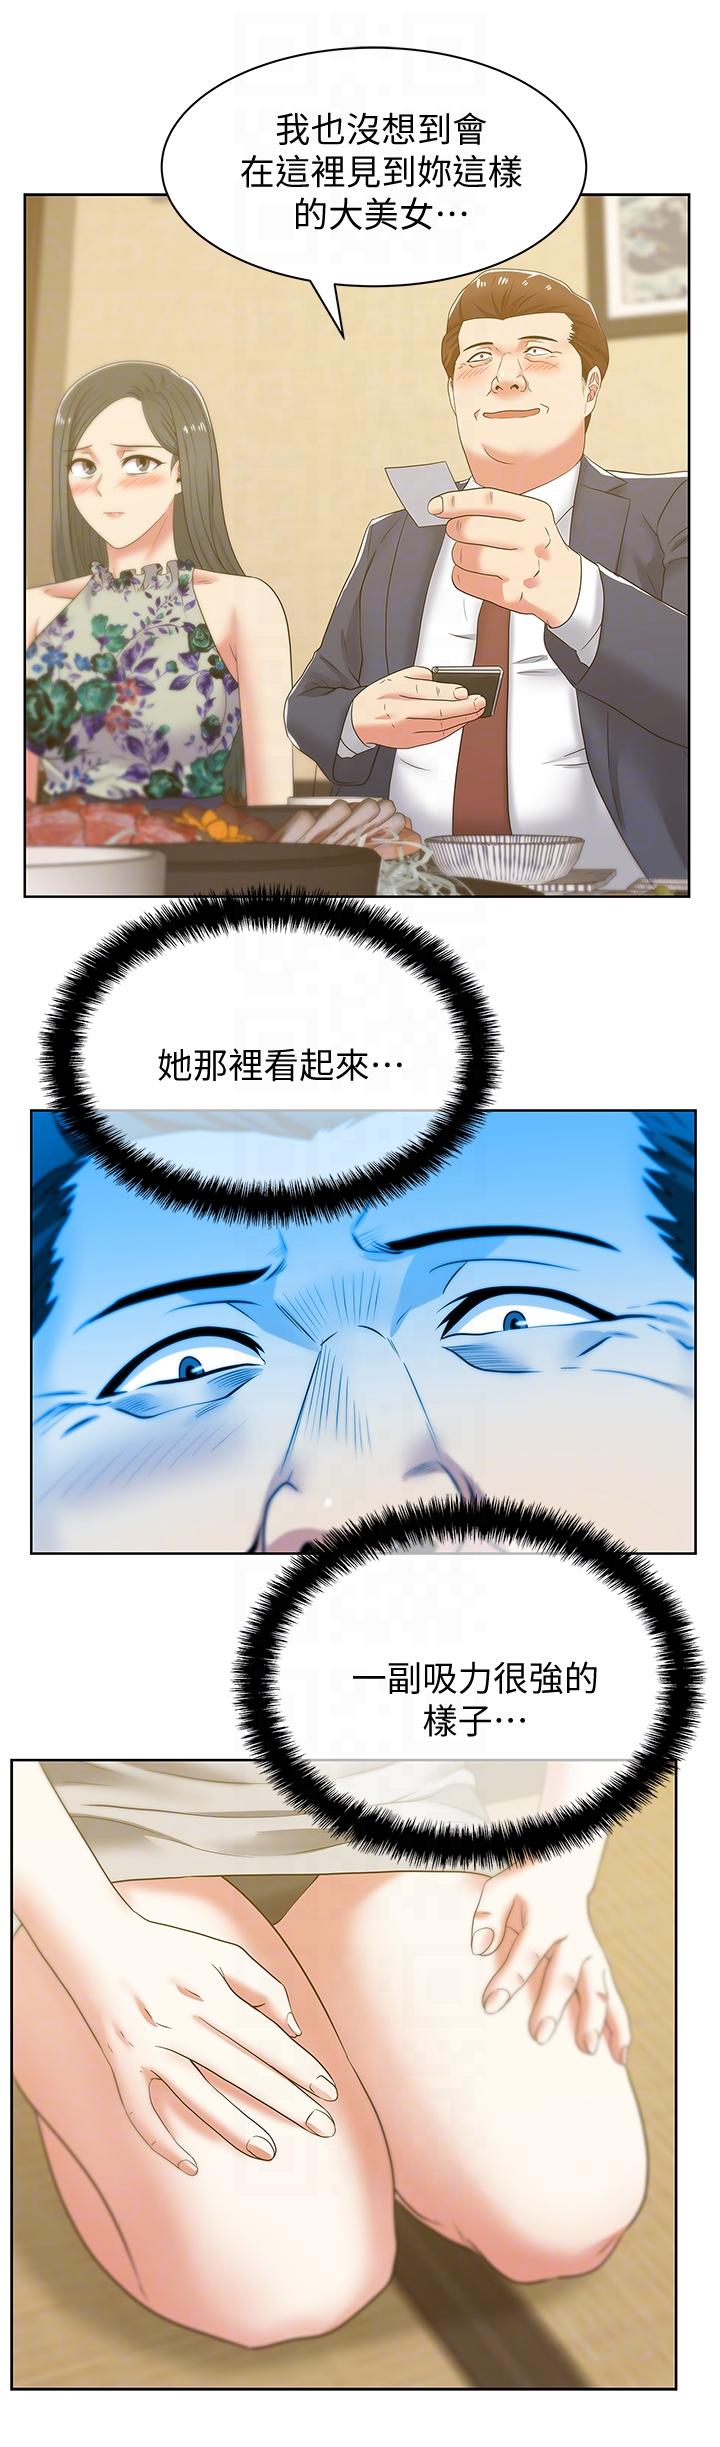 我也沒想到會
在這裡見到妳這樣
的大美女⋯
她那裡看起來⋯
一副吸力很強的
樣子⋯